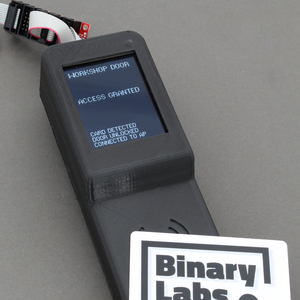 WORKSHOP DOOR
ACCESS GRANTED
CARD DETECTED
DOOR UNLOCKED
CONNECTED TO AP
Binary
Labs